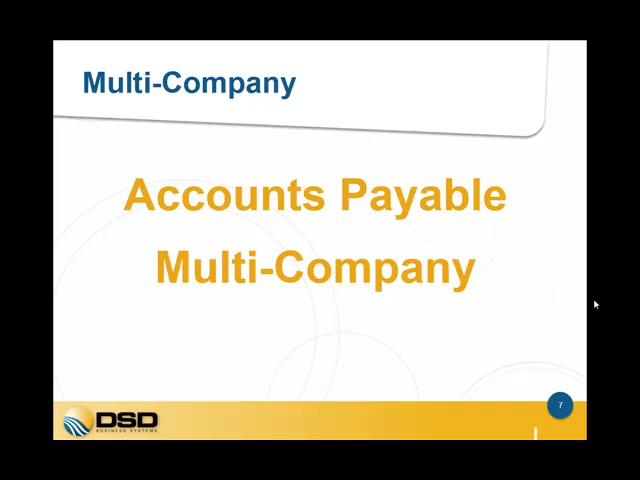 Multi-Company
Accounts Payable
Multi-Company
7
DSD
BUSINESS SYSTEMS